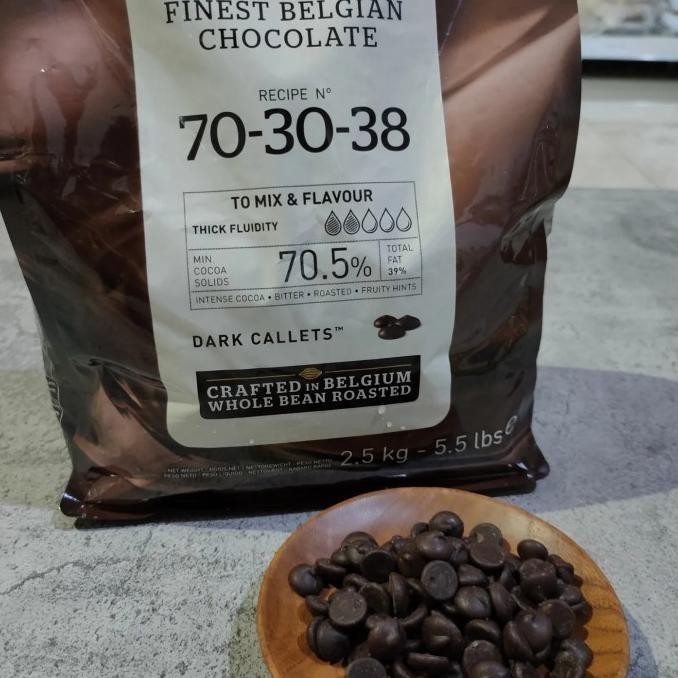 FINEST BELGIAN
CHOCOLATE
RECIPE N°
70-30-38
TO MIX & FLAVOUR
THICK FLUIDITY
MIN. COCOA SOLIDS 70.5% TOTAL FAT 39%
INTENSE COCOA • BITTER • ROASTED • FRUITY HINTS
DARK CALLETS™
CRAFTED IN BELGIUM
WHOLE BEAN ROASTED
2.5 kg - 5.5 lbs ℮